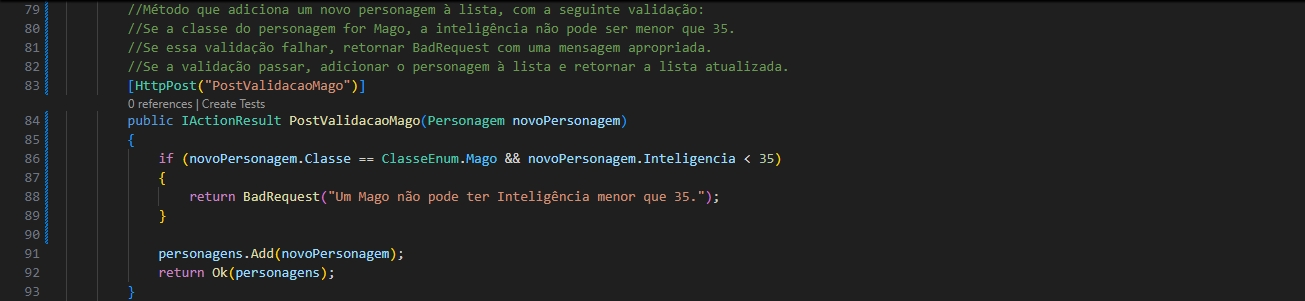 79 //Método que adiciona um novo personagem à lista, com a seguinte validação:
80 //Se a classe do personagem for Mago, a inteligência não pode ser menor que 35.
81 //Se essa validação falhar, retornar BadRequest com uma mensagem apropriada.
82 //Se a validação passar, adicionar o personagem à lista e retornar a lista atualizada.
83 [HttpPost("PostValidacaoMago")]
0 references | Create Tests
84 public IActionResult PostValidacaoMago(Personagem novoPersonagem)
85 {
86 if (novoPersonagem.Classe == ClasseEnum.Mago && novoPersonagem.Inteligencia < 35)
87 {
88 return BadRequest("Um Mago não pode ter Inteligência menor que 35.");
89 }
90
91 personagens.Add(novoPersonagem);
92 return Ok(personagens);
93 }